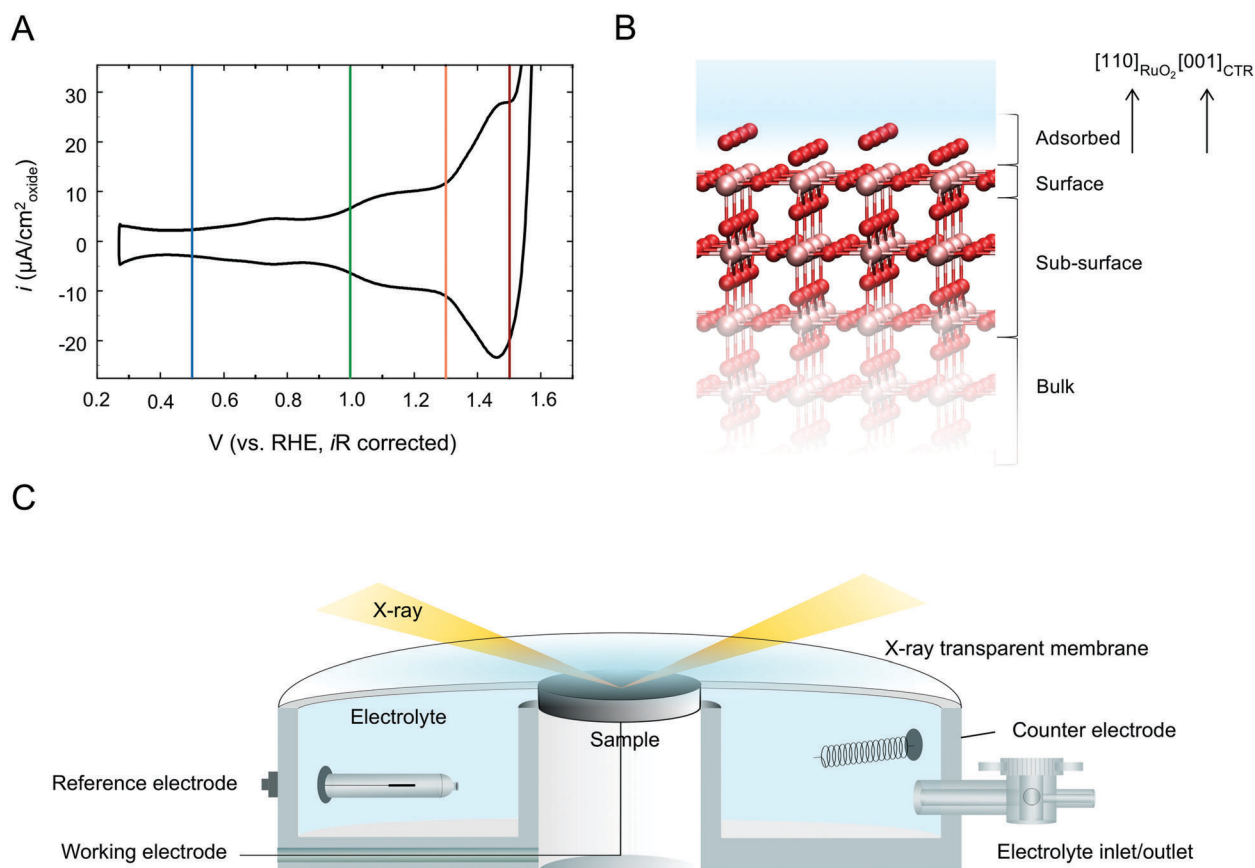 A
i (μA/cm²oxide)
30
20
10
0
-10
-20
0.2 0.4 0.6 0.8 1.0 1.2 1.4 1.6
V (vs. RHE, iR corrected)
B
[110]RuO₂ [001]CTR
Adsorbed
Surface
Sub-surface
Bulk
C
X-ray
X-ray transparent membrane
Electrolyte
Sample
Counter electrode
Reference electrode
Working electrode
Electrolyte inlet/outlet